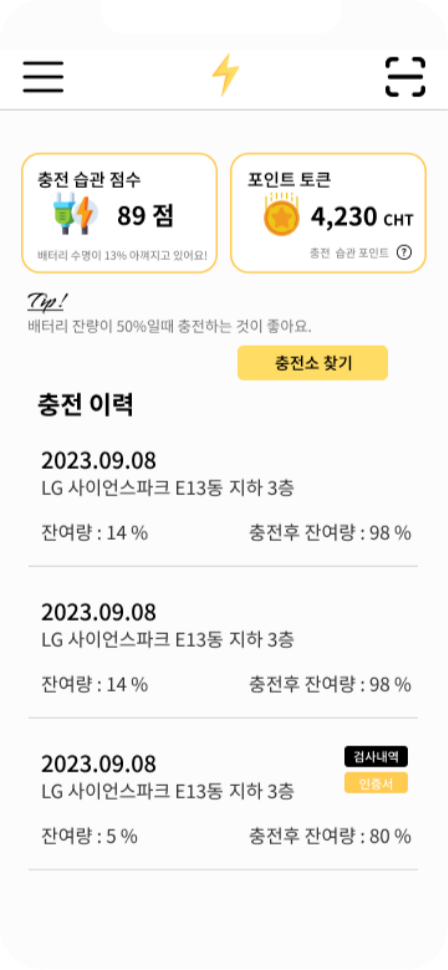 충전 습관 점수
89 점
배터리 수명이 13% 아껴지고 있어요!
포인트 토큰
4,230 CHT
충전 습관 포인트 ?
Tip!
배터리 잔량이 50%일때 충전하는 것이 좋아요.
충전소 찾기
충전 이력
2023.09.08
LG 사이언스파크 E13동 지하 3층
잔여량 : 14 % 충전후 잔여량 : 98 %
2023.09.08
LG 사이언스파크 E13동 지하 3층
잔여량 : 14 % 충전후 잔여량 : 98 %
2023.09.08
검사내역
LG 사이언스파크 E13동 지하 3층
인증서
잔여량 : 5 % 충전후 잔여량 : 80 %